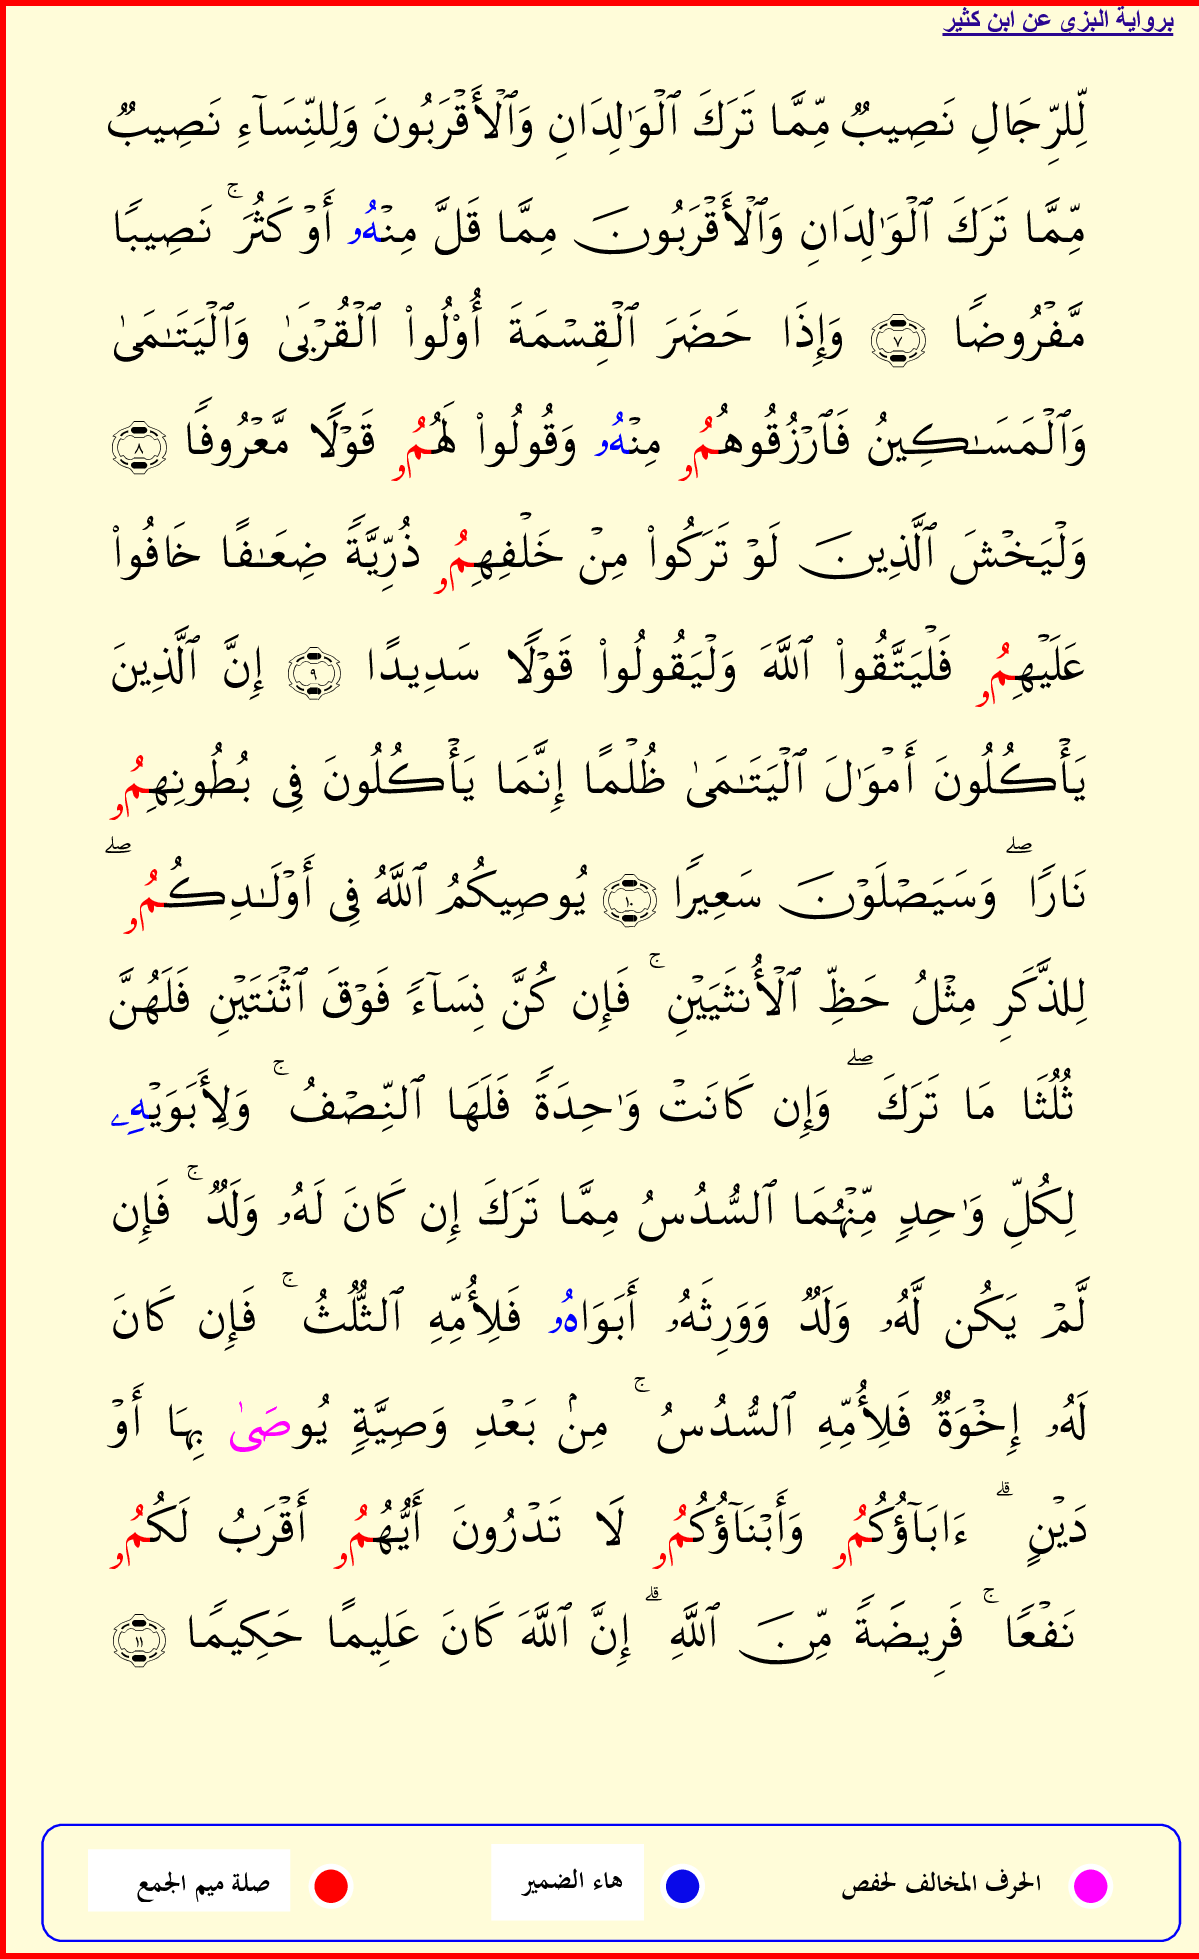 برواية البزي عن ابن كثير
لِّلرِّجَالِ نَصِيبٌ مِّمَّا تَرَكَ ٱلْوَٰلِدَانِ وَٱلْأَقْرَبُونَ وَلِلنِّسَآءِ نَصِيبٌ
مِّمَّا تَرَكَ ٱلْوَٰلِدَانِ وَٱلْأَقْرَبُونَ مِمَّا قَلَّ مِنْهُۥ أَوْ كَثُرَ ۚ نَصِيبًا
مَّفْرُوضًا ٧ وَإِذَا حَضَرَ ٱلْقِسْمَةَ أُو۟لُوا۟ ٱلْقُرْبَىٰ وَٱلْيَتَـٰمَىٰ
وَٱلْمَسَـٰكِينُ فَٱرْزُقُوهُمُۥ مِنْهُۥ وَقُولُوا۟ لَهُمُۥ قَوْلًا مَّعْرُوفًا ٨
وَلْيَخْشَ ٱلَّذِينَ لَوْ تَرَكُوا۟ مِنْ خَلْفِهِمُۥ ذُرِّيَّةً ضِعَـٰفًا خَافُوا۟
عَلَيْهِمُۥ فَلْيَتَّقُوا۟ ٱللَّهَ وَلْيَقُولُوا۟ قَوْلًا سَدِيدًا ٩ إِنَّ ٱلَّذِينَ
يَأْكُلُونَ أَمْوَٰلَ ٱلْيَتَـٰمَىٰ ظُلْمًا إِنَّمَا يَأْكُلُونَ فِى بُطُونِهِمُۥ
نَارًا ۖ وَسَيَصْلَوْنَ سَعِيرًا ١٠ يُوصِيكُمُ ٱللَّهُ فِى أَوْلَـٰدِكُمُۥ ۖ
لِلذَّكَرِ مِثْلُ حَظِّ ٱلْأُنثَيَيْنِ ۚ فَإِن كُنَّ نِسَآءً فَوْقَ ٱثْنَتَيْنِ فَلَهُنَّ
ثُلُثَا مَا تَرَكَ ۖ وَإِن كَانَتْ وَٰحِدَةً فَلَهَا ٱلنِّصْفُ ۚ وَلِأَبَوَيْهِۦ
لِكُلِّ وَٰحِدٍ مِّنْهُمَا ٱلسُّدُسُ مِمَّا تَرَكَ إِن كَانَ لَهُۥ وَلَدٌ ۚ فَإِن
لَّمْ يَكُن لَّهُۥ وَلَدٌ وَوَرِثَهُۥ أَبَوَاهُۥ فَلِأُمِّهِ ٱلثُّلُثُ ۚ فَإِن كَانَ
لَهُۥ إِخْوَةٌ فَلِأُمِّهِ ٱلسُّدُسُ ۚ مِنۢ بَعْدِ وَصِيَّةٍ يُوصَىٰ بِهَا أَوْ
دَيْنٍ ۗ ءَابَآؤُكُمُۥ وَأَبْنَآؤُكُمُۥ لَا تَدْرُونَ أَيُّهُمُۥ أَقْرَبُ لَكُمُۥ
نَفْعًا ۚ فَرِيضَةً مِّنَ ٱللَّهِ ۗ إِنَّ ٱللَّهَ كَانَ عَلِيمًا حَكِيمًا ١١
الحرف المخالف لحفص هاء الضمير صلة ميم الجمع